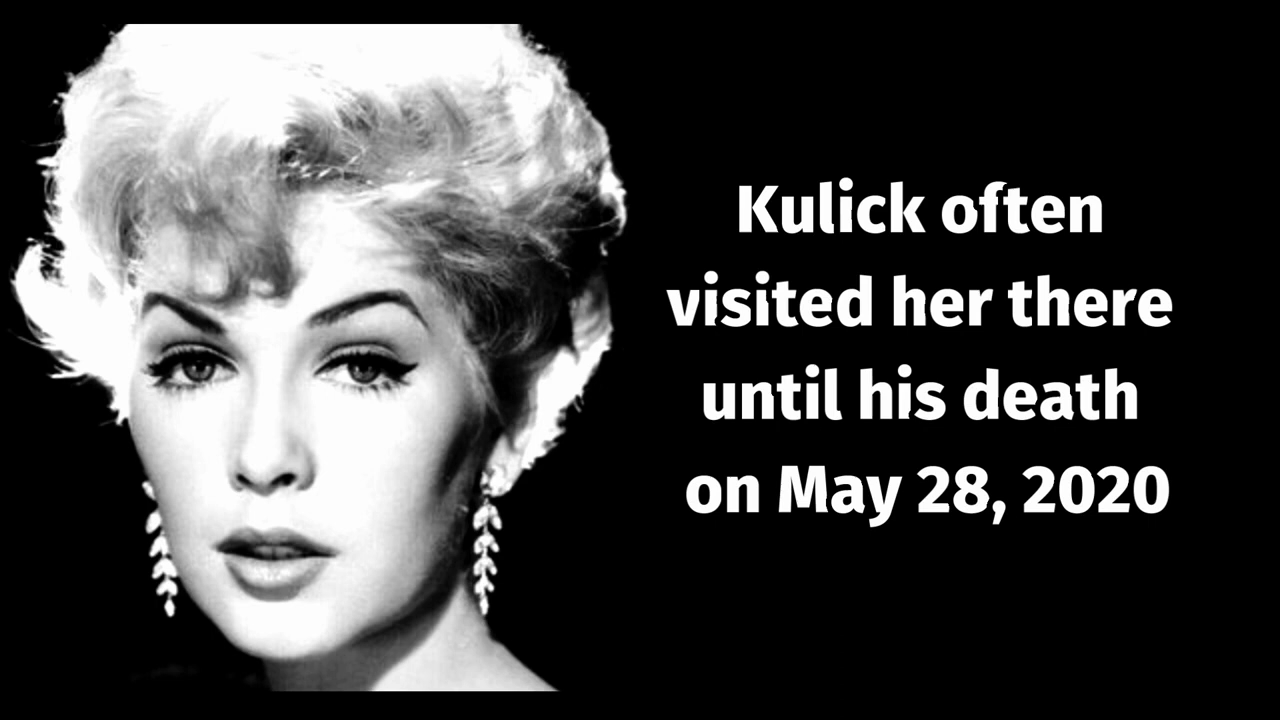 Kulick often
visited her there
until his death
on May 28, 2020